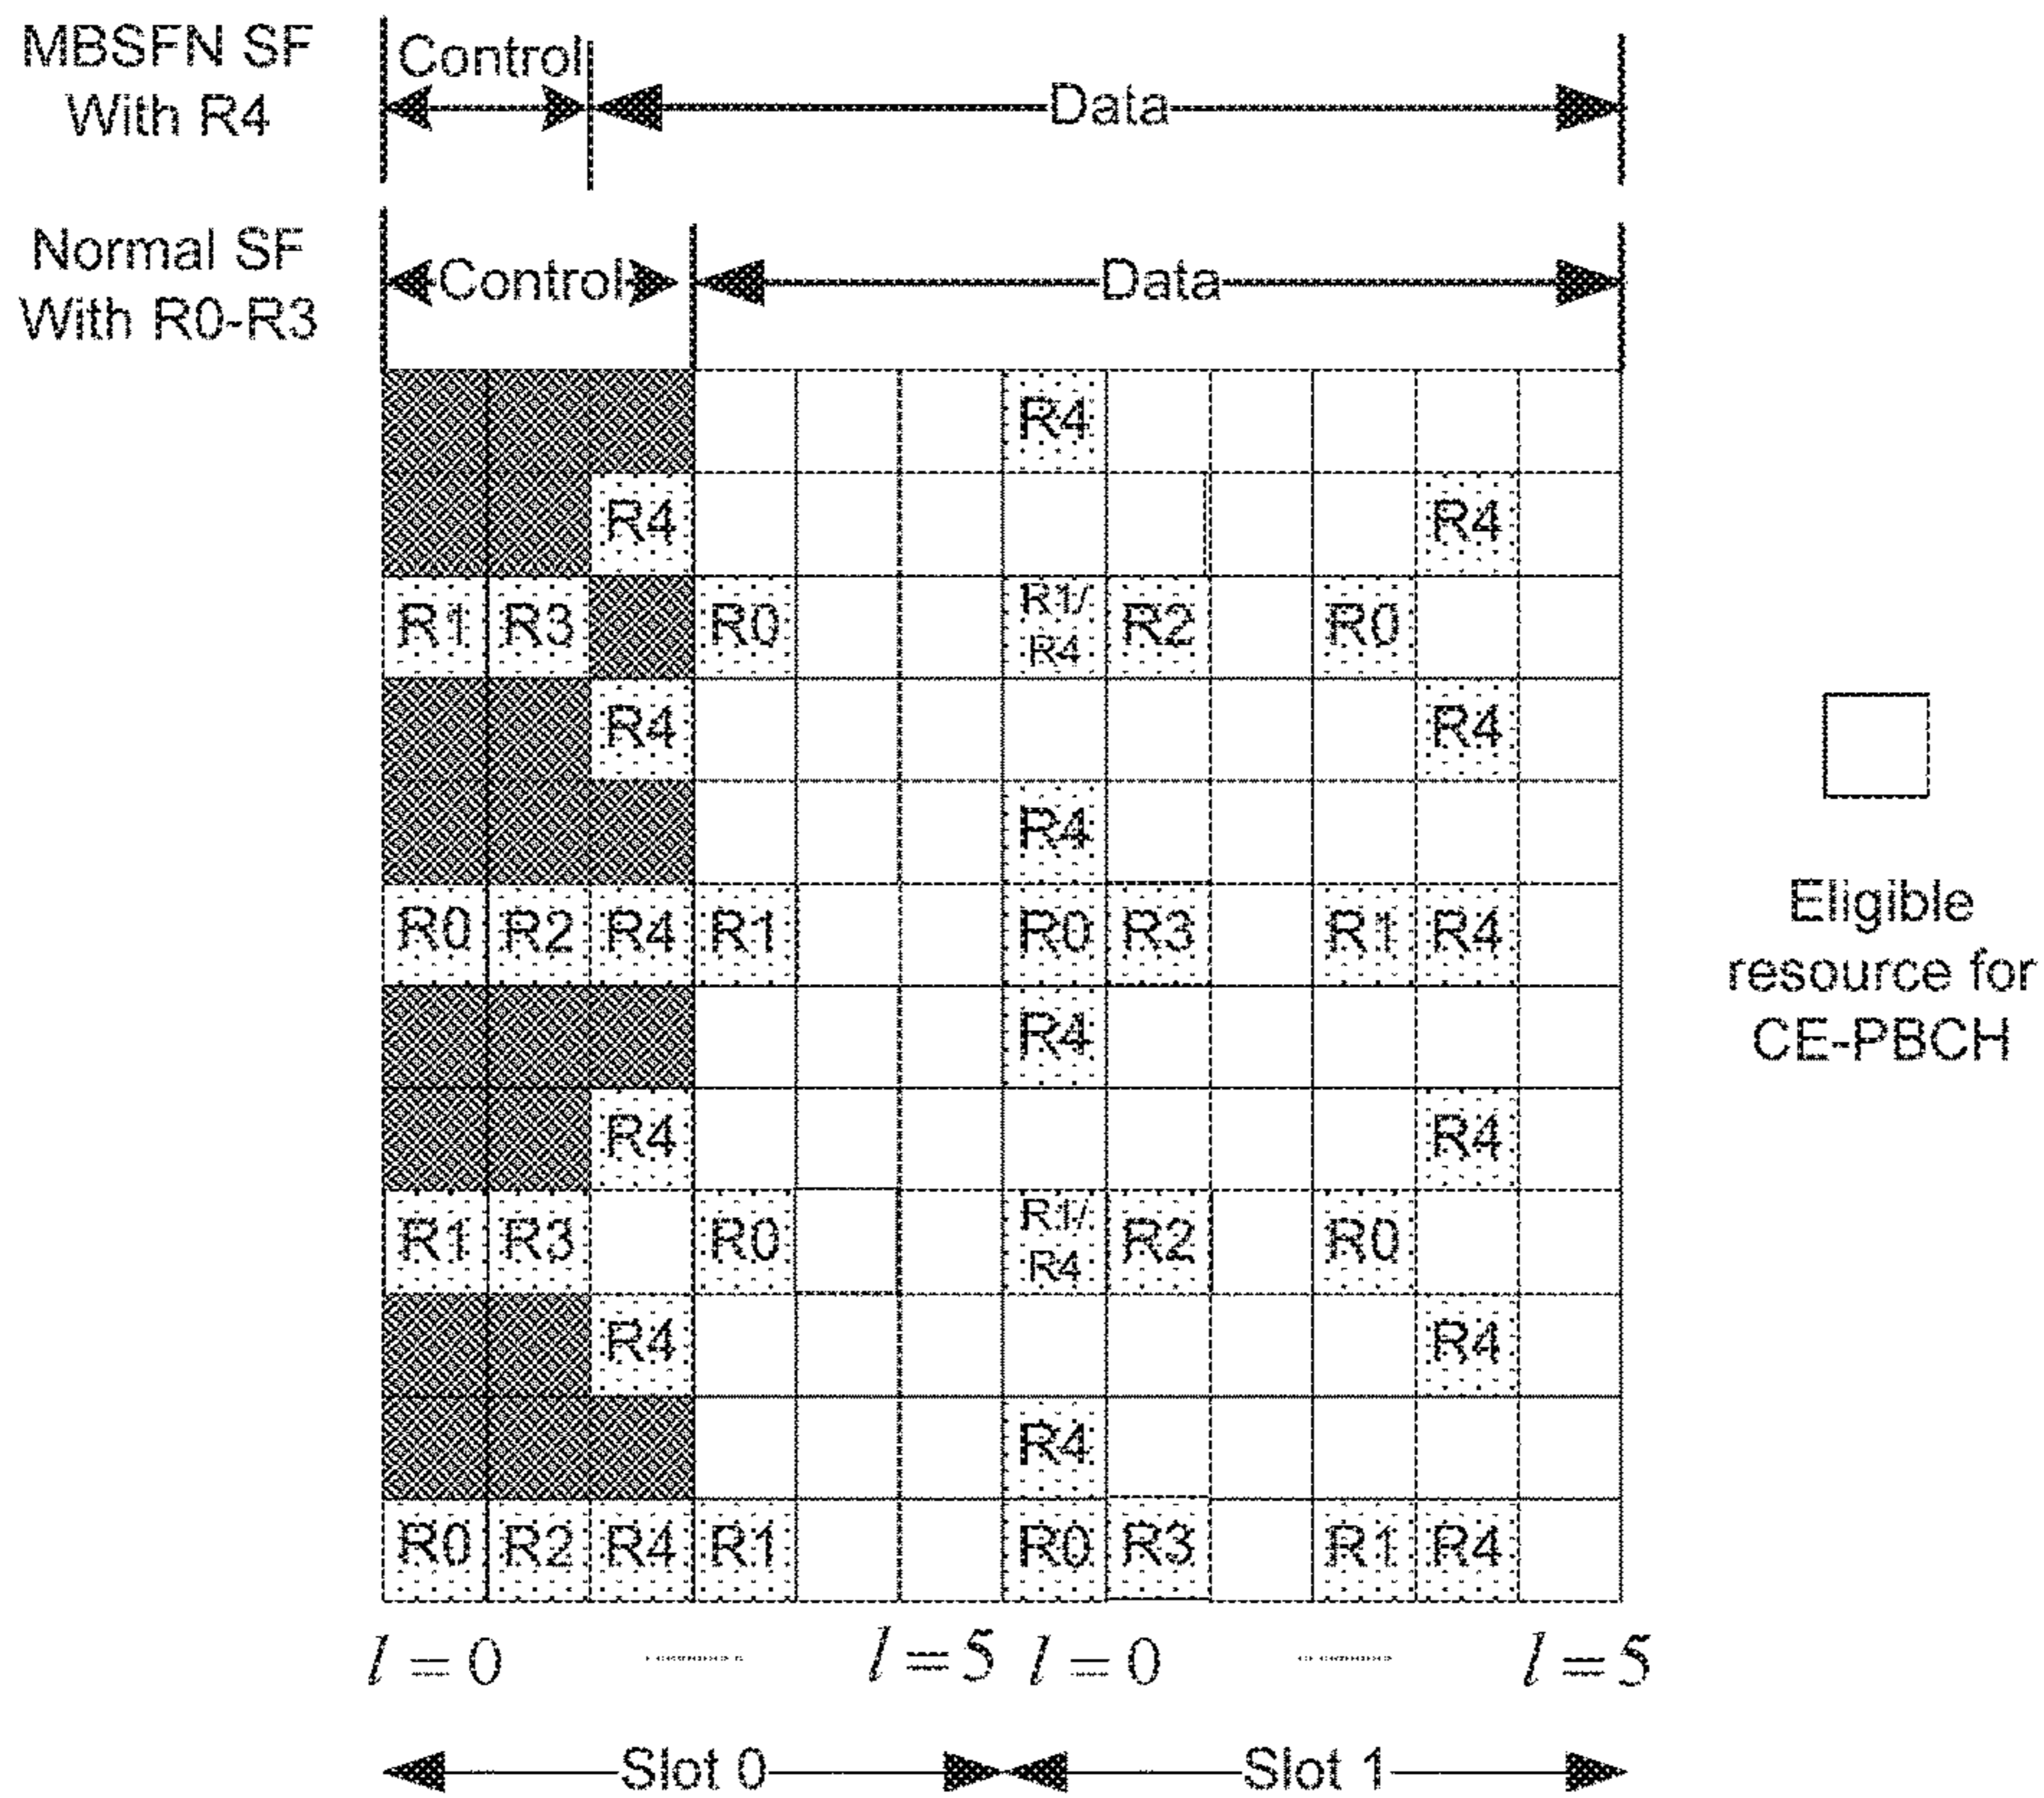 MBSFN SF
With R4
Control
Data
Normal SF
With R0-R3
Control
Data
R4
R4 R4
R1 R3 R0 R1/ R4 R2 R0
R4 R4
R4
R0 R2 R4 R1 R0 R3 R1 R4
R4
R4 R4
R1 R3 R0 R1/ R4 R2 R0
R4 R4
R4
R0 R2 R4 R1 R0 R3 R1 R4
Eligible
resource for
CE-PBCH
l = 0 l = 5 l = 0 l = 5
Slot 0 Slot 1